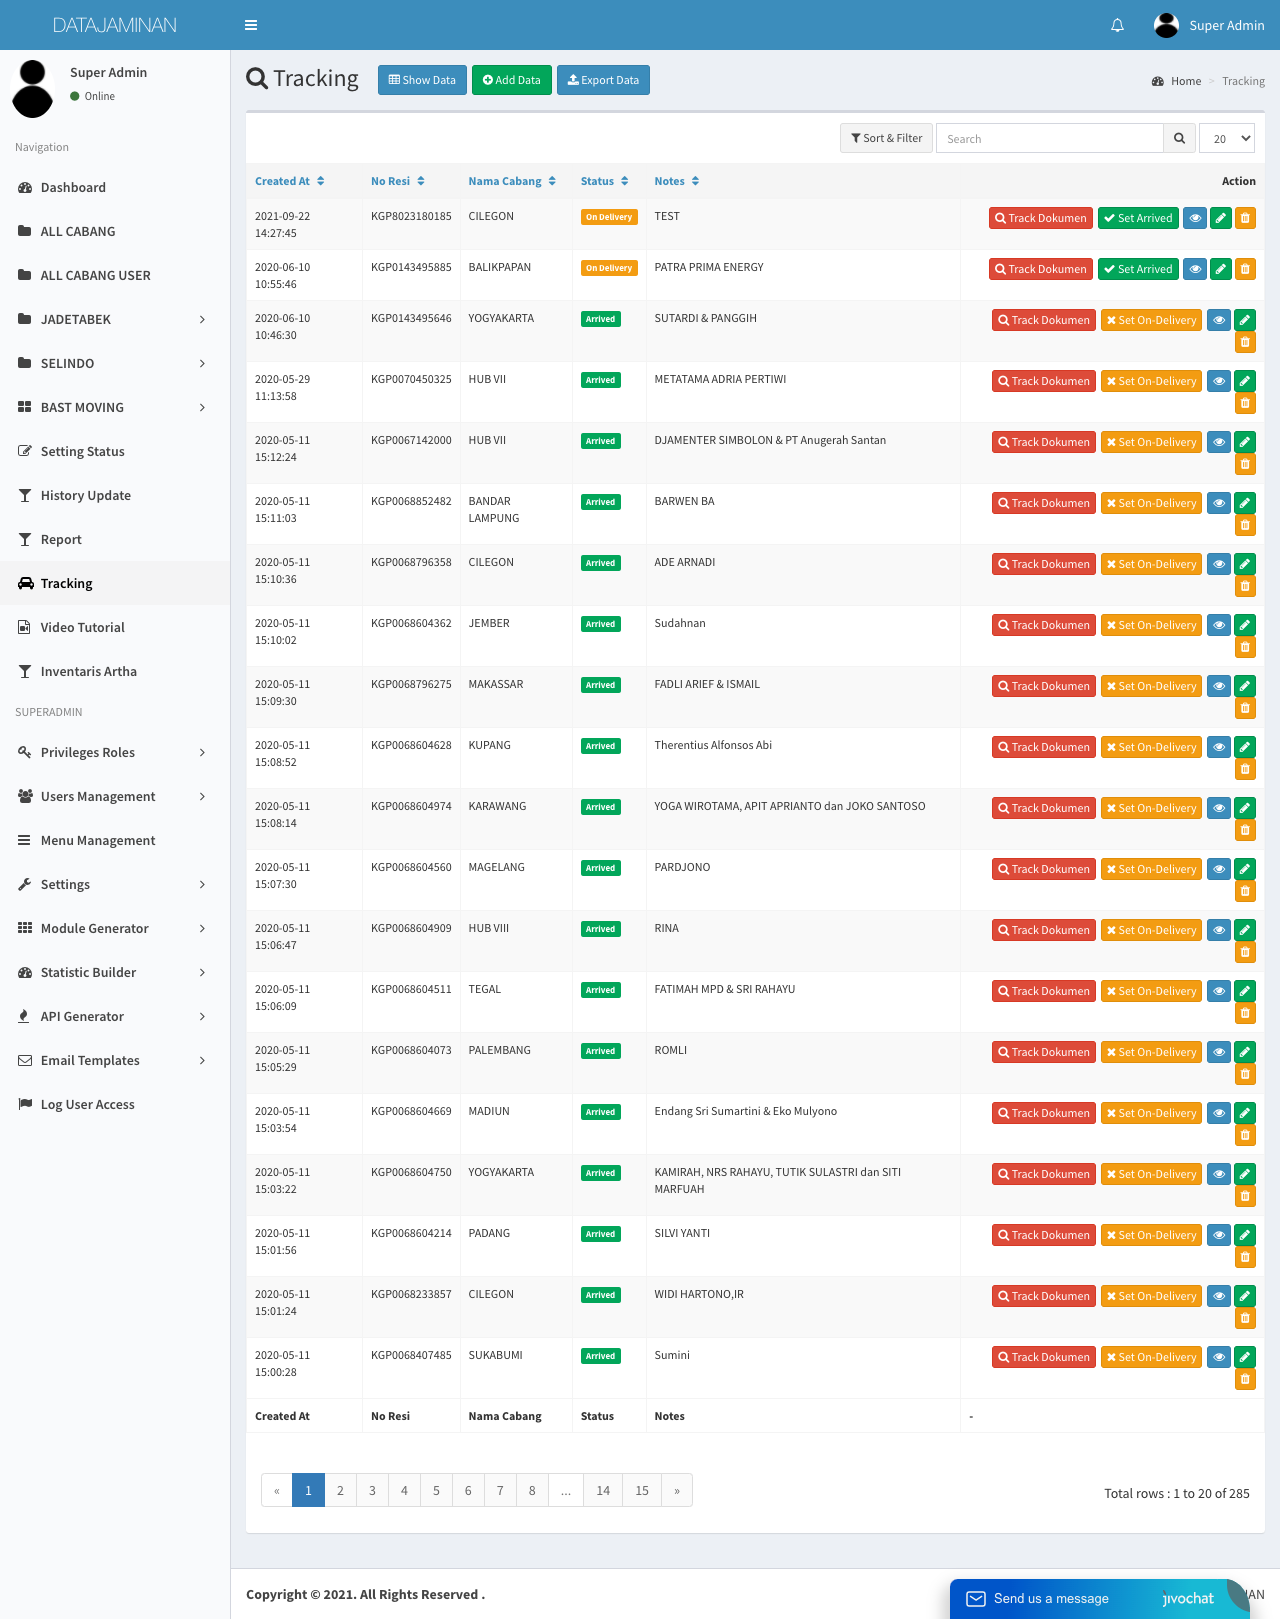 DATAJAMINAN
Super Admin
Super Admin
Online
Navigation
Dashboard
ALL CABANG
ALL CABANG USER
JADETABEK
SELINDO
BAST MOVING
Setting Status
History Update
Report
Tracking
Video Tutorial
Inventaris Artha
SUPERADMIN
Privileges Roles
Users Management
Menu Management
Settings
Module Generator
Statistic Builder
API Generator
Email Templates
Log User Access
Tracking Show Data Add Data Export Data
Home > Tracking
Sort & Filter Search 20
Created At No Resi Nama Cabang Status Notes Action
2021-09-22 KGP8023180185 CILEGON On Delivery TEST Track Dokumen Set Arrived
14:27:45
2020-06-10 KGP0143495885 BALIKPAPAN On Delivery PATRA PRIMA ENERGY Track Dokumen Set Arrived
10:55:46
2020-06-10 KGP0143495646 YOGYAKARTA Arrived SUTARDI & PANGGIH Track Dokumen Set On-Delivery
10:46:30
2020-05-29 KGP0070450325 HUB VII Arrived METATAMA ADRIA PERTIWI Track Dokumen Set On-Delivery
11:13:58
2020-05-11 KGP0067142000 HUB VII Arrived DJAMENTER SIMBOLON & PT Anugerah Santan Track Dokumen Set On-Delivery
15:12:24
2020-05-11 KGP0068852482 BANDAR Arrived BARWEN BA Track Dokumen Set On-Delivery
15:11:03 LAMPUNG
2020-05-11 KGP0068796358 CILEGON Arrived ADE ARNADI Track Dokumen Set On-Delivery
15:10:36
2020-05-11 KGP0068604362 JEMBER Arrived Sudahnan Track Dokumen Set On-Delivery
15:10:02
2020-05-11 KGP0068796275 MAKASSAR Arrived FADLI ARIEF & ISMAIL Track Dokumen Set On-Delivery
15:09:30
2020-05-11 KGP0068604628 KUPANG Arrived Therentius Alfonsos Abi Track Dokumen Set On-Delivery
15:08:52
2020-05-11 KGP0068604974 KARAWANG Arrived YOGA WIROTAMA, APIT APRIANTO dan JOKO SANTOSO Track Dokumen Set On-Delivery
15:08:14
2020-05-11 KGP0068604560 MAGELANG Arrived PARDJONO Track Dokumen Set On-Delivery
15:07:30
2020-05-11 KGP0068604909 HUB VIII Arrived RINA Track Dokumen Set On-Delivery
15:06:47
2020-05-11 KGP0068604511 TEGAL Arrived FATIMAH MPD & SRI RAHAYU Track Dokumen Set On-Delivery
15:06:09
2020-05-11 KGP0068604073 PALEMBANG Arrived ROMLI Track Dokumen Set On-Delivery
15:05:29
2020-05-11 KGP0068604669 MADIUN Arrived Endang Sri Sumartini & Eko Mulyono Track Dokumen Set On-Delivery
15:03:54
2020-05-11 KGP0068604750 YOGYAKARTA Arrived KAMIRAH, NRS RAHAYU, TUTIK SULASTRI dan SITI Track Dokumen Set On-Delivery
15:03:22 MARFUAH
2020-05-11 KGP0068604214 PADANG Arrived SILVI YANTI Track Dokumen Set On-Delivery
15:01:56
2020-05-11 KGP0068233857 CILEGON Arrived WIDI HARTONO,IR Track Dokumen Set On-Delivery
15:01:24
2020-05-11 KGP0068407485 SUKABUMI Arrived Sumini Track Dokumen Set On-Delivery
15:00:28
Created At No Resi Nama Cabang Status Notes -
« 1 2 3 4 5 6 7 8 ... 14 15 »
Total rows : 1 to 20 of 285
Copyright © 2021. All Rights Reserved .
Send us a message jivochat